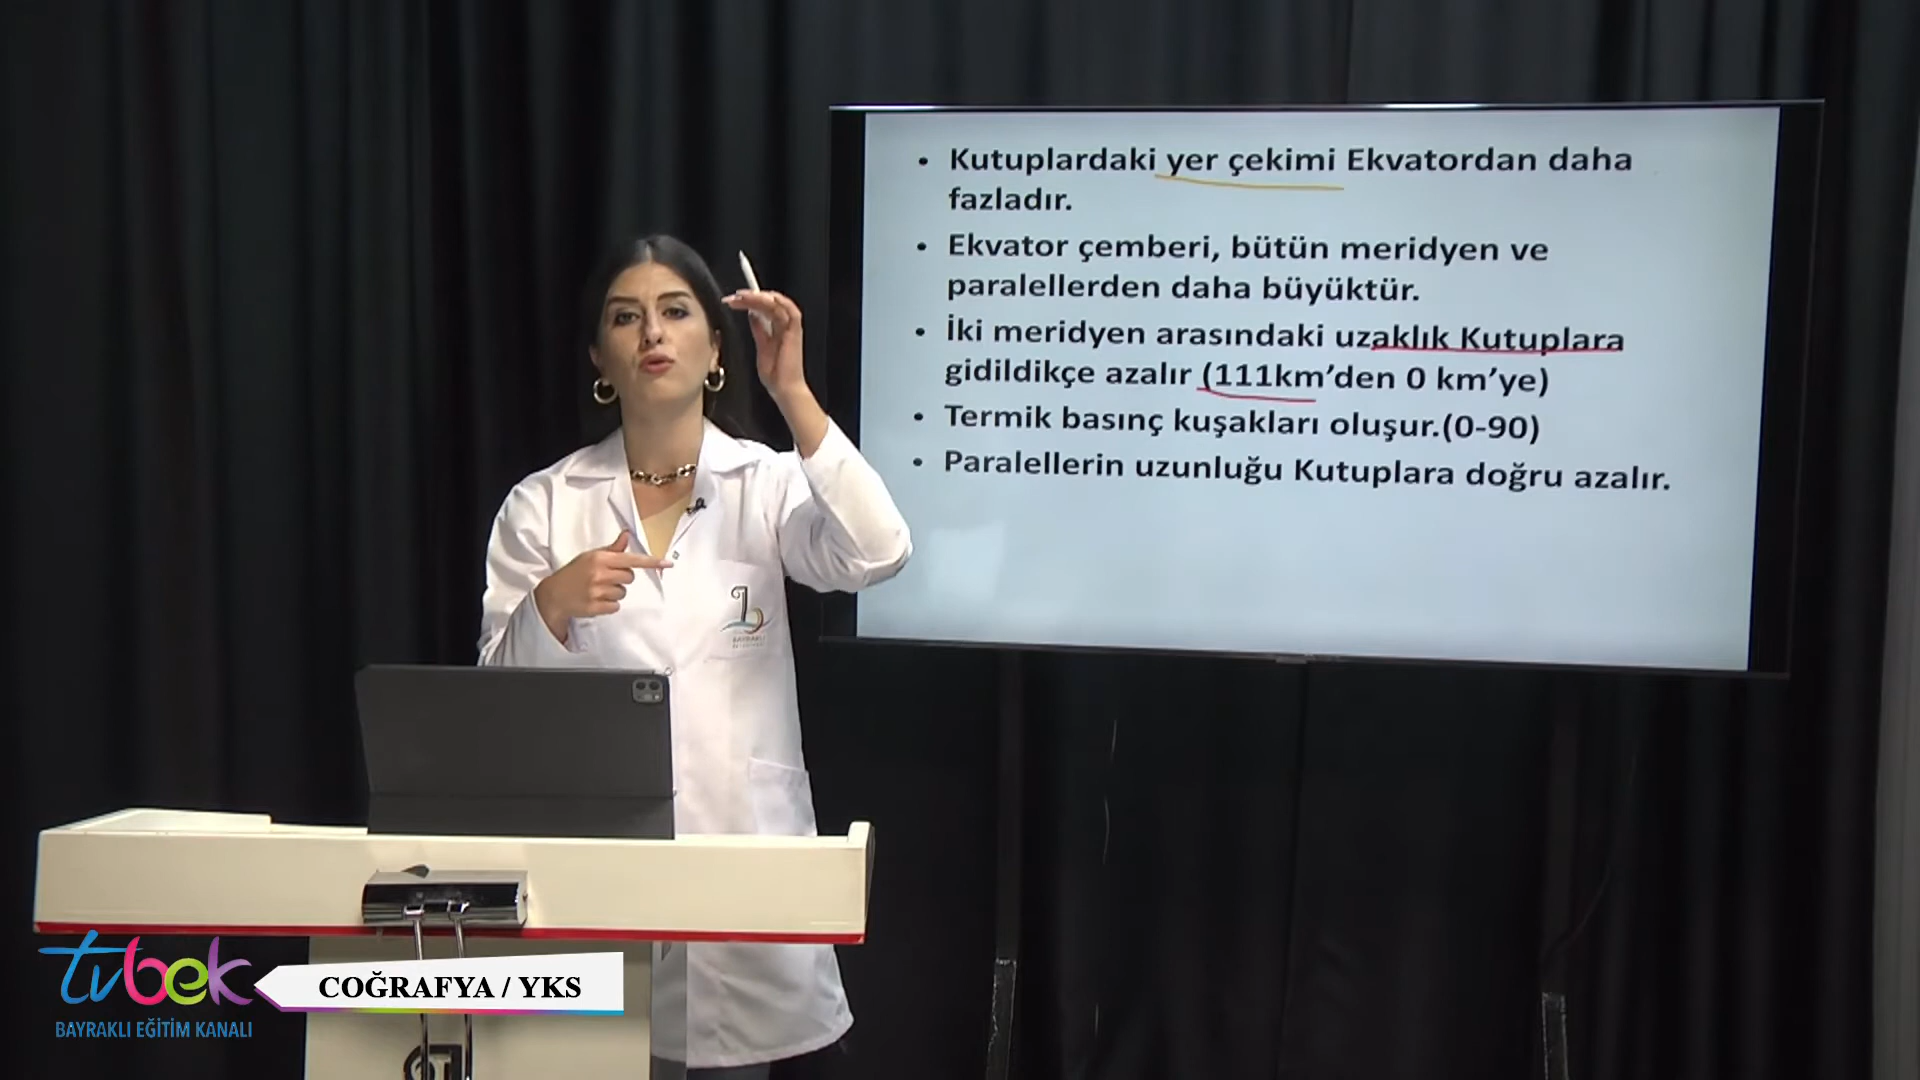 • Kutuplardaki yer çekimi Ekvatordan daha
fazladır.
• Ekvator çemberi, bütün meridyen ve
paralellerden daha büyüktür.
• İki meridyen arasındaki uzaklık Kutuplara
gidildikçe azalır (111km’den 0 km’ye)
• Termik basınç kuşakları oluşur.(0-90)
• Paralellerin uzunluğu Kutuplara doğru azalır.
BAYRAKLI
tvbek
BAYRAKLI EĞİTİM KANALI
COĞRAFYA / YKS